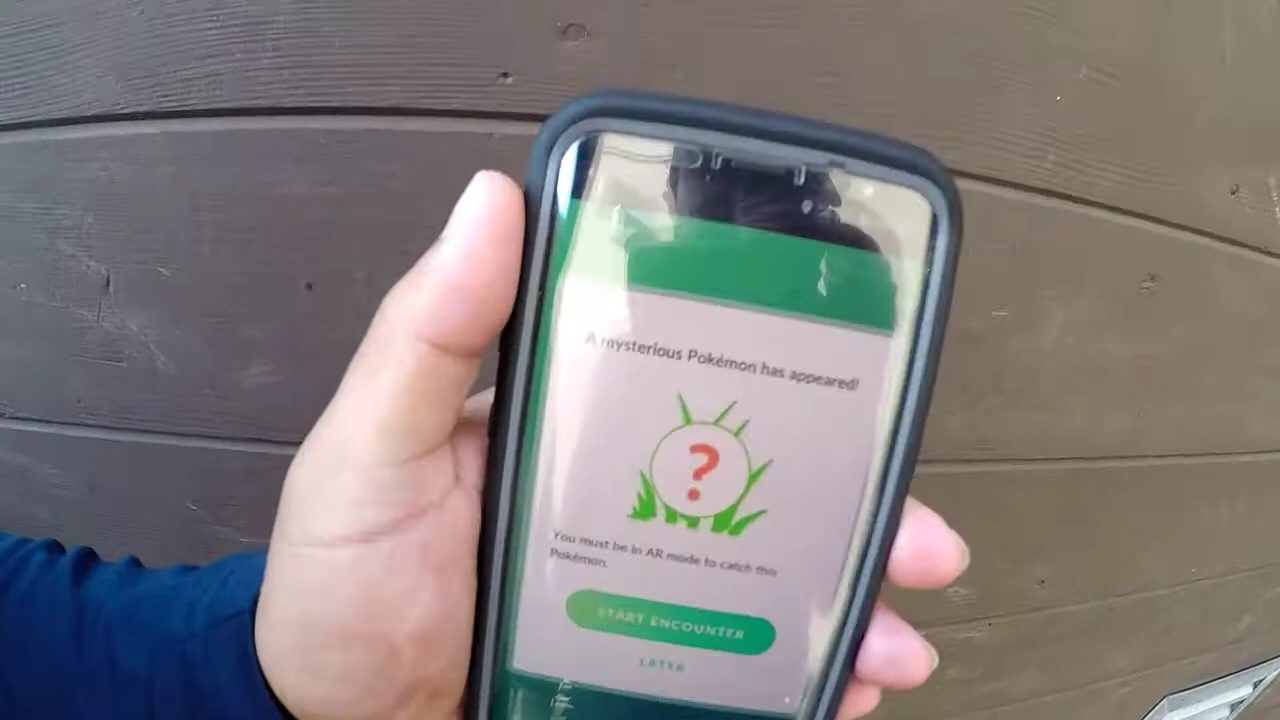 A mysterious Pokémon has appeared!
?
You must be in AR mode to catch this
Pokémon.
START ENCOUNTER
LATER